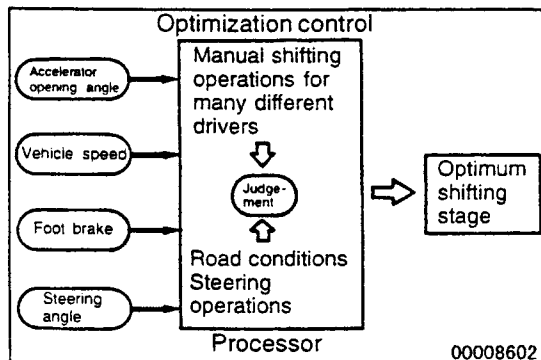 Optimization control
Accelerator
opening angle
Vehicle speed
Foot brake
Steering
angle
Manual shifting
operations for
many different
drivers
Judge-
ment
Road conditions
Steering
operations
Processor
Optimum
shifting
stage
00008602